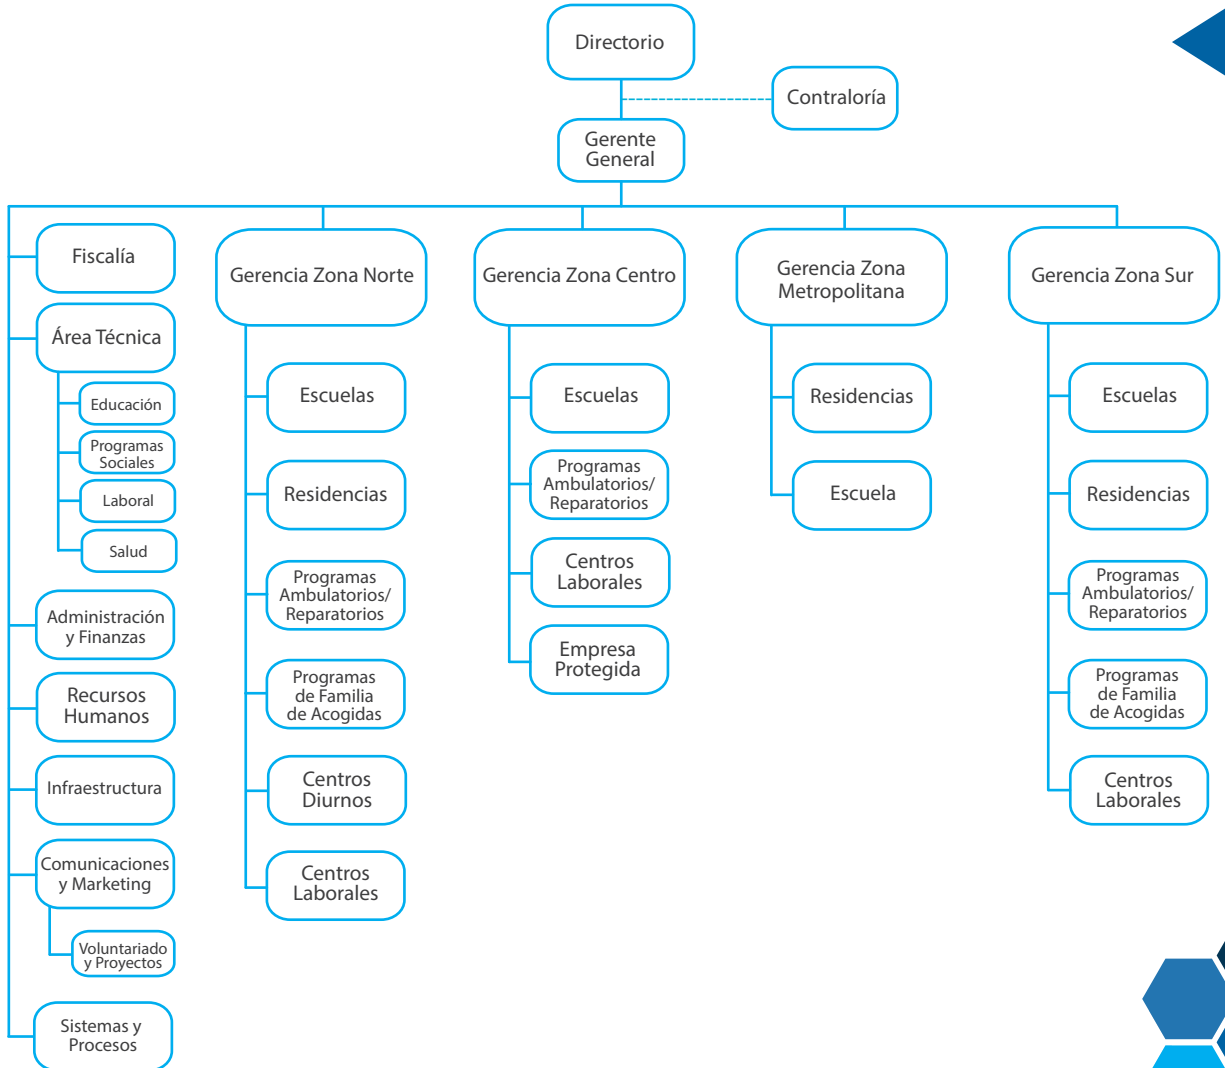 Directorio
Contraloría
Gerente
General
Fiscalía
Área Técnica
Educación
Programas
Sociales
Laboral
Salud
Administración
y Finanzas
Recursos
Humanos
Infraestructura
Comunicaciones
y Marketing
Voluntariado
y Proyectos
Sistemas y
Procesos
Gerencia Zona Norte
Escuelas
Residencias
Programas
Ambulatorios/
Reparatorios
Programas
de Familia
de Acogidas
Centros
Diurnos
Centros
Laborales
Gerencia Zona Centro
Escuelas
Programas
Ambulatorios/
Reparatorios
Centros
Laborales
Empresa
Protegida
Gerencia Zona
Metropolitana
Residencias
Escuela
Gerencia Zona Sur
Escuelas
Residencias
Programas
Ambulatorios/
Reparatorios
Programas
de Familia
de Acogidas
Centros
Laborales